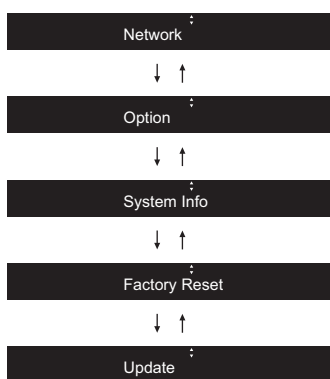 Network
Option
System Info
Factory Reset
Update